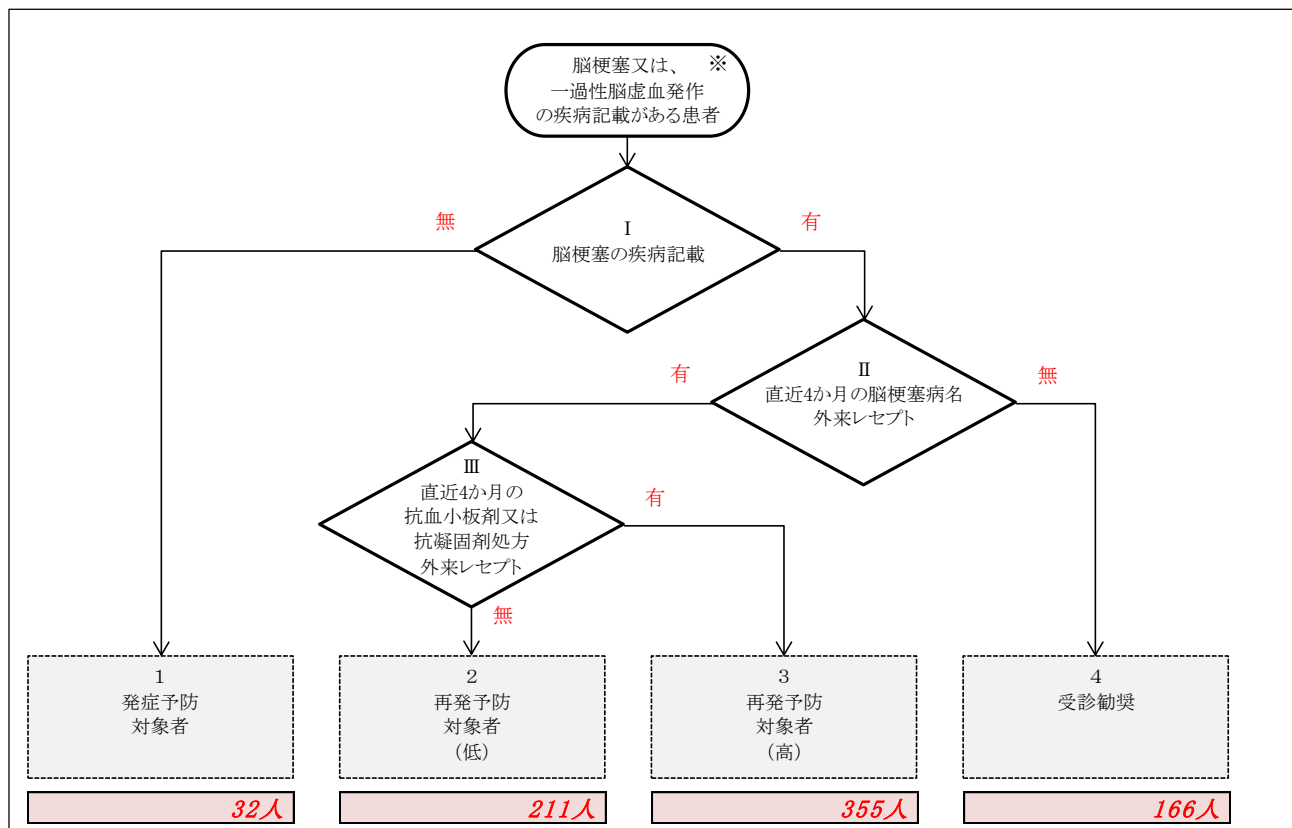 脳梗塞又は、 ※
一過性脳虚血発作
の疾病記載がある患者
無
有
Ⅰ
脳梗塞の疾病記載
有
無
Ⅱ
直近4か月の脳梗塞病名
外来レセプト
Ⅲ
直近4か月の
抗血小板剤又は
抗凝固剤処方
外来レセプト
有
無
1
発症予防
対象者
2
再発予防
対象者
(低)
3
再発予防
対象者
(高)
4
受診勧奨
32人
211人
355人
166人